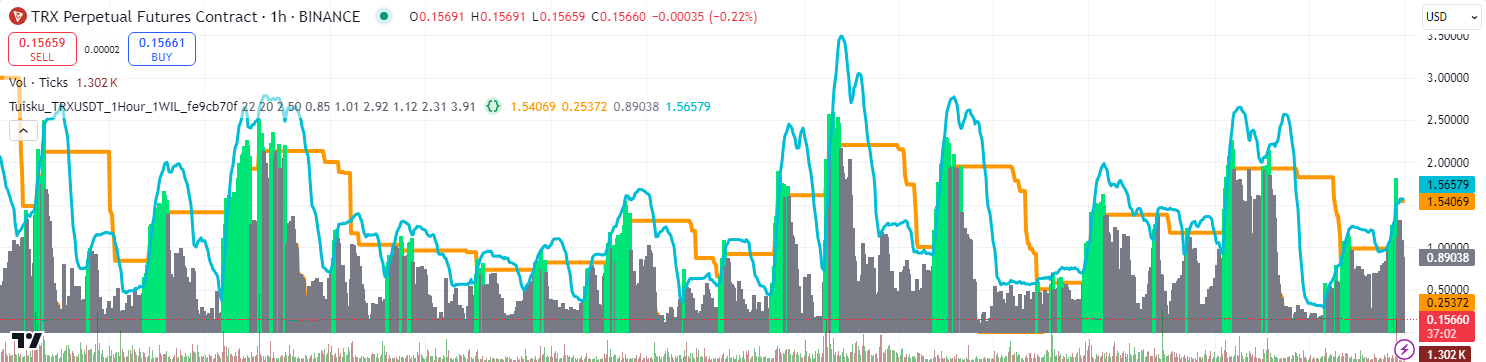 TRX Perpetual Futures Contract · 1h · BINANCE O0.15691 H0.15691 L0.15659 C0.15660 −0.00035 (−0.22%)
USD
0.15659 SELL
0.00002
0.15661 BUY
Vol · Ticks 1.302 K
Tuisku_TRXUSDT_1Hour_1WIL_fe9cb70f 22 20 2.50 0.85 1.01 2.92 1.12 2.31 3.91 {} 1.54069 0.25372 0.89038 1.56579
3.50000
3.00000
2.50000
2.00000
1.56579
1.54069
1.00000
0.89038
0.50000
0.25372
0.15660
37:02
1.302 K